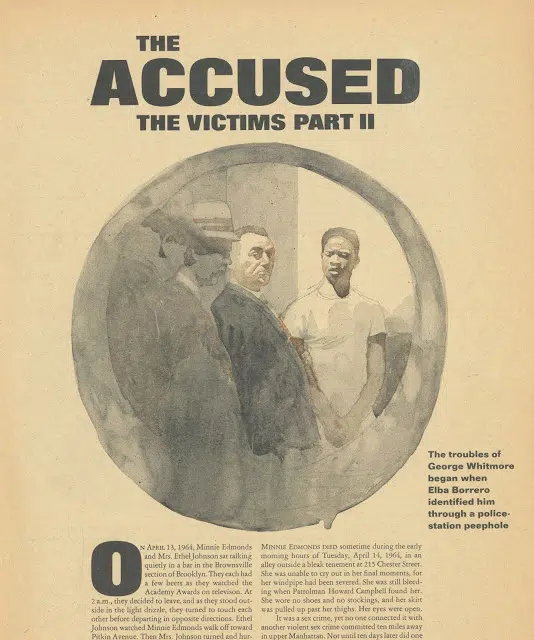 THE
ACCUSED
THE VICTIMS PART II
The troubles of
George Whitmore
began when
Elba Borrero
identified him
through a police-
station peephole
ON APRIL 13, 1964, Minnie Edmonds
and Mrs. Ethel Johnson sat talking
quietly in a bar in the Brownsville
section of Brooklyn. They each had
a few beers as they watched the
Academy Awards on television. At
2 a.m., they decided to leave, and as they stood out-
side in the light drizzle, they turned to touch each
other before departing in opposite directions. Ethel
Johnson watched Minnie Edmonds walk off toward
Pitkin Avenue. Then Mrs. Johnson turned and hur-
MINNIE EDMONDS DIED sometime during the early
morning hours of Tuesday, April 14, 1964, in an
alley outside a bleak tenement at 215 Chester Street.
She was unable to cry out in her final moments, for
her windpipe had been severed. She was still bleed-
ing when Patrolman Howard Campbell found her.
She wore no shoes and no stockings, and her skirt
was pulled up past her thighs. Her eyes were open.
It was a sex crime, yet no one connected it with
another violent sex crime committed ten miles away
in upper Manhattan. Not until ten days later did one